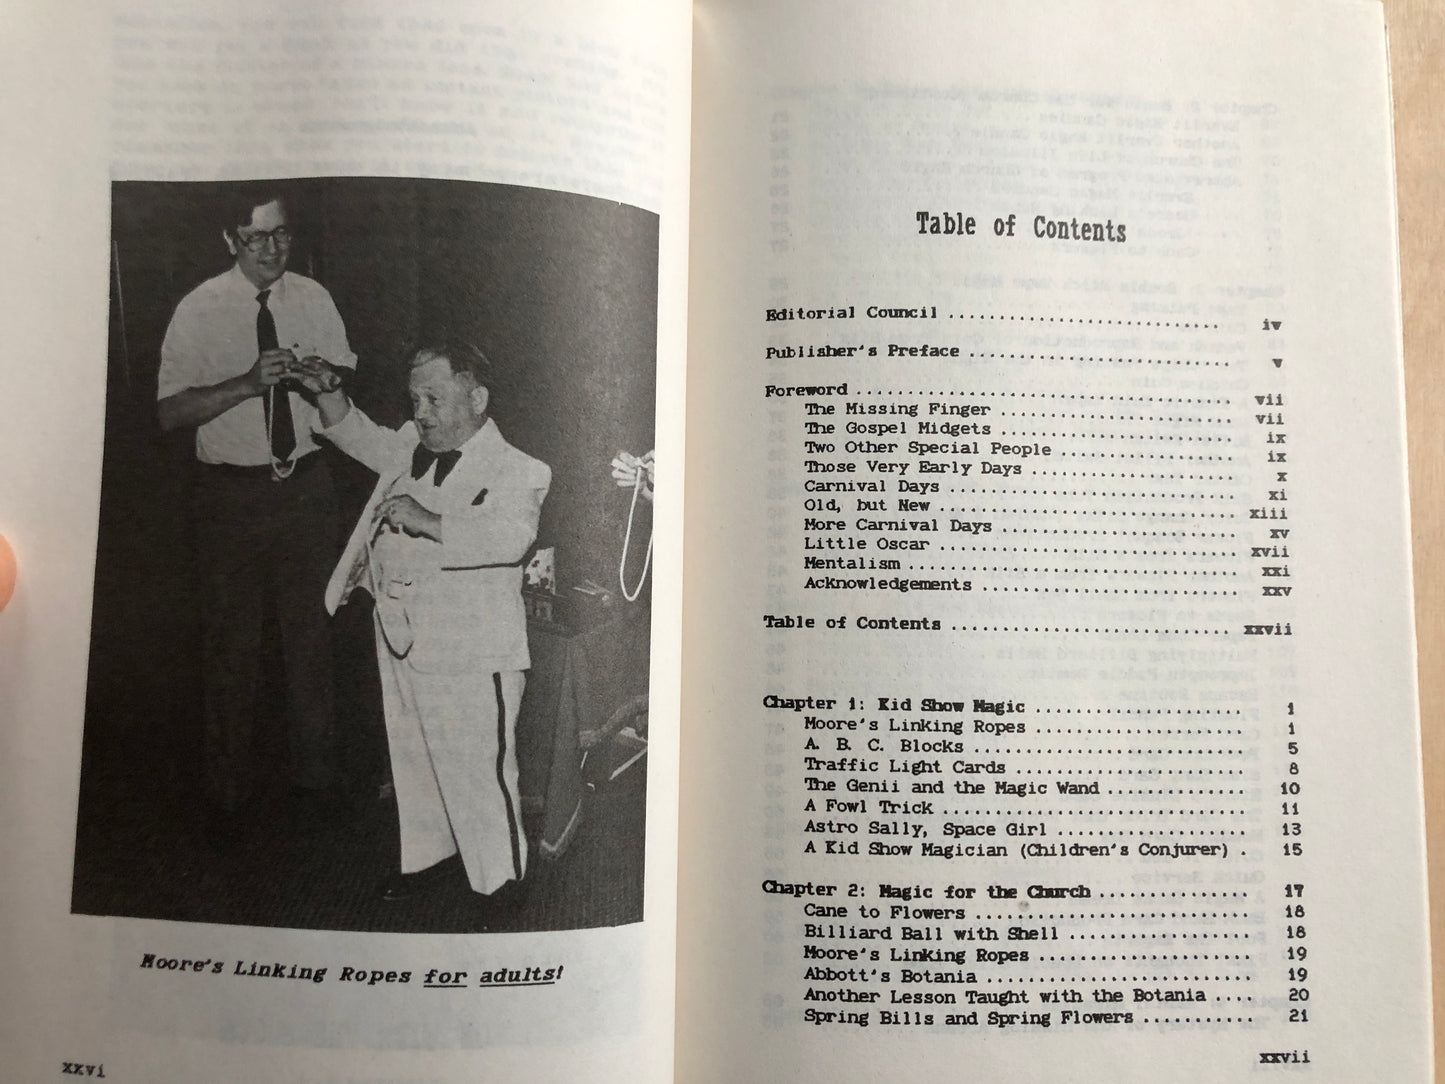 Moore's Linking Ropes for adults!
xxvi
Table of Contents
Editorial Council ........................... iv
Publisher's Preface ......................... v
Foreword .................................... vii
The Missing Finger ....................... vii
The Gospel Midgets ....................... ix
Two Other Special People ................. ix
Those Very Early Days .................... x
Carnival Days ............................ xi
Old, but New ............................. xiii
More Carnival Days ....................... xv
Little Oscar ............................. xvii
Mentalism ................................ xxi
Acknowledgements ......................... xxv
Table of Contents ........................... xxvii
Chapter 1: Kid Show Magic .................... 1
Moore's Linking Ropes .................... 1
A. B. C. Blocks .......................... 5
Traffic Light Cards ...................... 8
The Genii and the Magic Wand .............. 10
A Fowl Trick ............................. 11
Astro Sally, Space Girl .................. 13
A Kid Show Magician (Children's Conjurer) . 15
Chapter 2: Magic for the Church ............... 17
Cane to Flowers .......................... 18
Billiard Ball with Shell .................. 18
Moore's Linking Ropes ..................... 19
Abbott's Botania .......................... 19
Another Lesson Taught with the Botania .... 20
Spring Bills and Spring Flowers ........... 21
xxvii